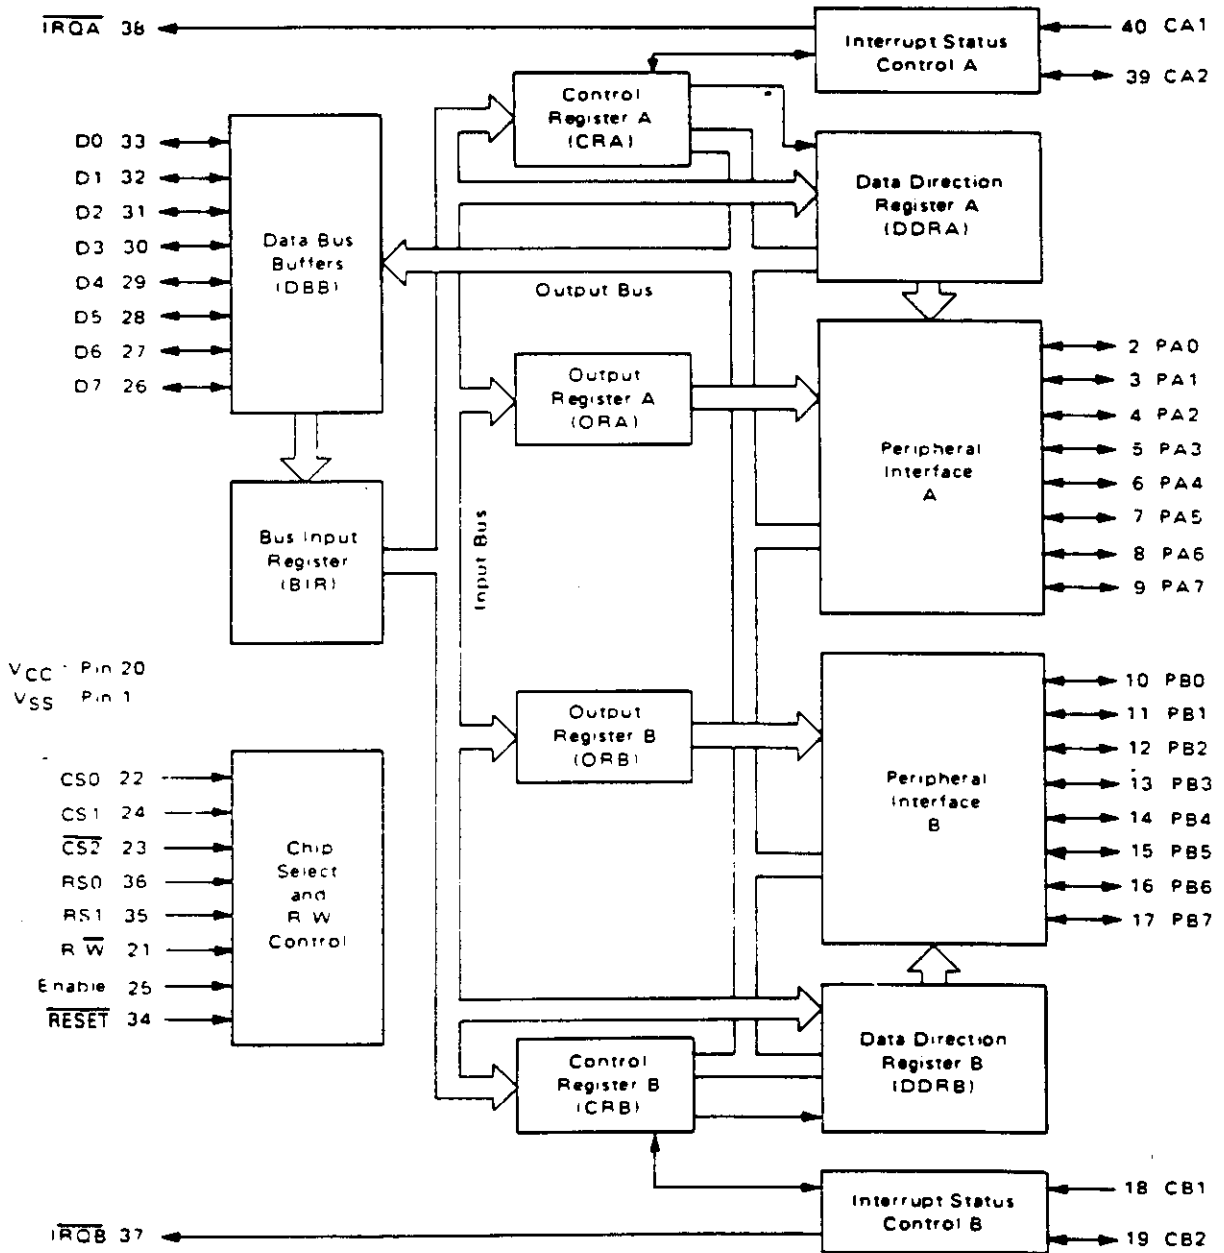 IRQA 38
Interrupt Status
Control A
40 CA1
39 CA2
Control
Register A
(CRA)
D0 33
D1 32
D2 31
D3 30
D4 29
D5 28
D6 27
D7 26
Data Bus
Buffers
(DBB)
Data Direction
Register A
(DDRA)
Output Bus
Output
Register A
(ORA)
Peripheral
Interface
A
2 PA0
3 PA1
4 PA2
5 PA3
6 PA4
7 PA5
8 PA6
9 PA7
Bus Input
Register
(BIR)
Input Bus
VCC - Pin 20
VSS Pin 1
Output
Register B
(ORB)
Peripheral
Interface
B
10 PB0
11 PB1
12 PB2
13 PB3
14 PB4
15 PB5
16 PB6
17 PB7
CS0 22
CS1 24
CS2 23
RS0 36
RS1 35
R W 21
Enable 25
RESET 34
Chip
Select
and
R W
Control
Control
Register B
(CRB)
Data Direction
Register B
(DDRB)
Interrupt Status
Control B
18 CB1
19 CB2
IRQB 37